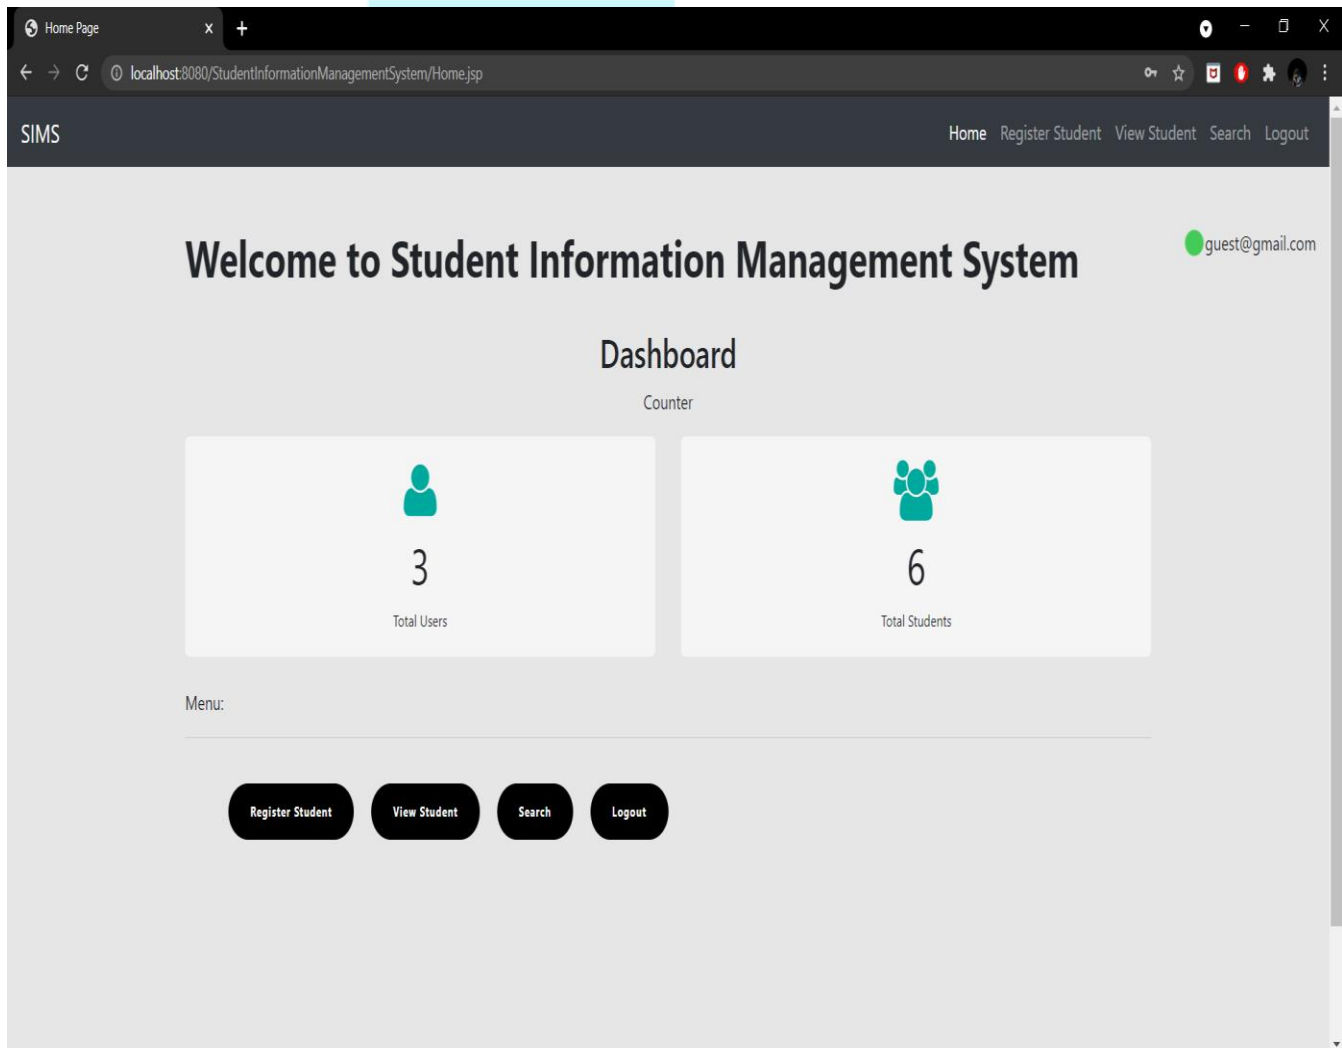 Home Page
localhost:8080/StudentInformationManagementSystem/Home.jsp
SIMS
Home Register Student View Student Search Logout
Welcome to Student Information Management System
guest@gmail.com
Dashboard
Counter
3
Total Users
6
Total Students
Menu:
Register Student View Student Search Logout